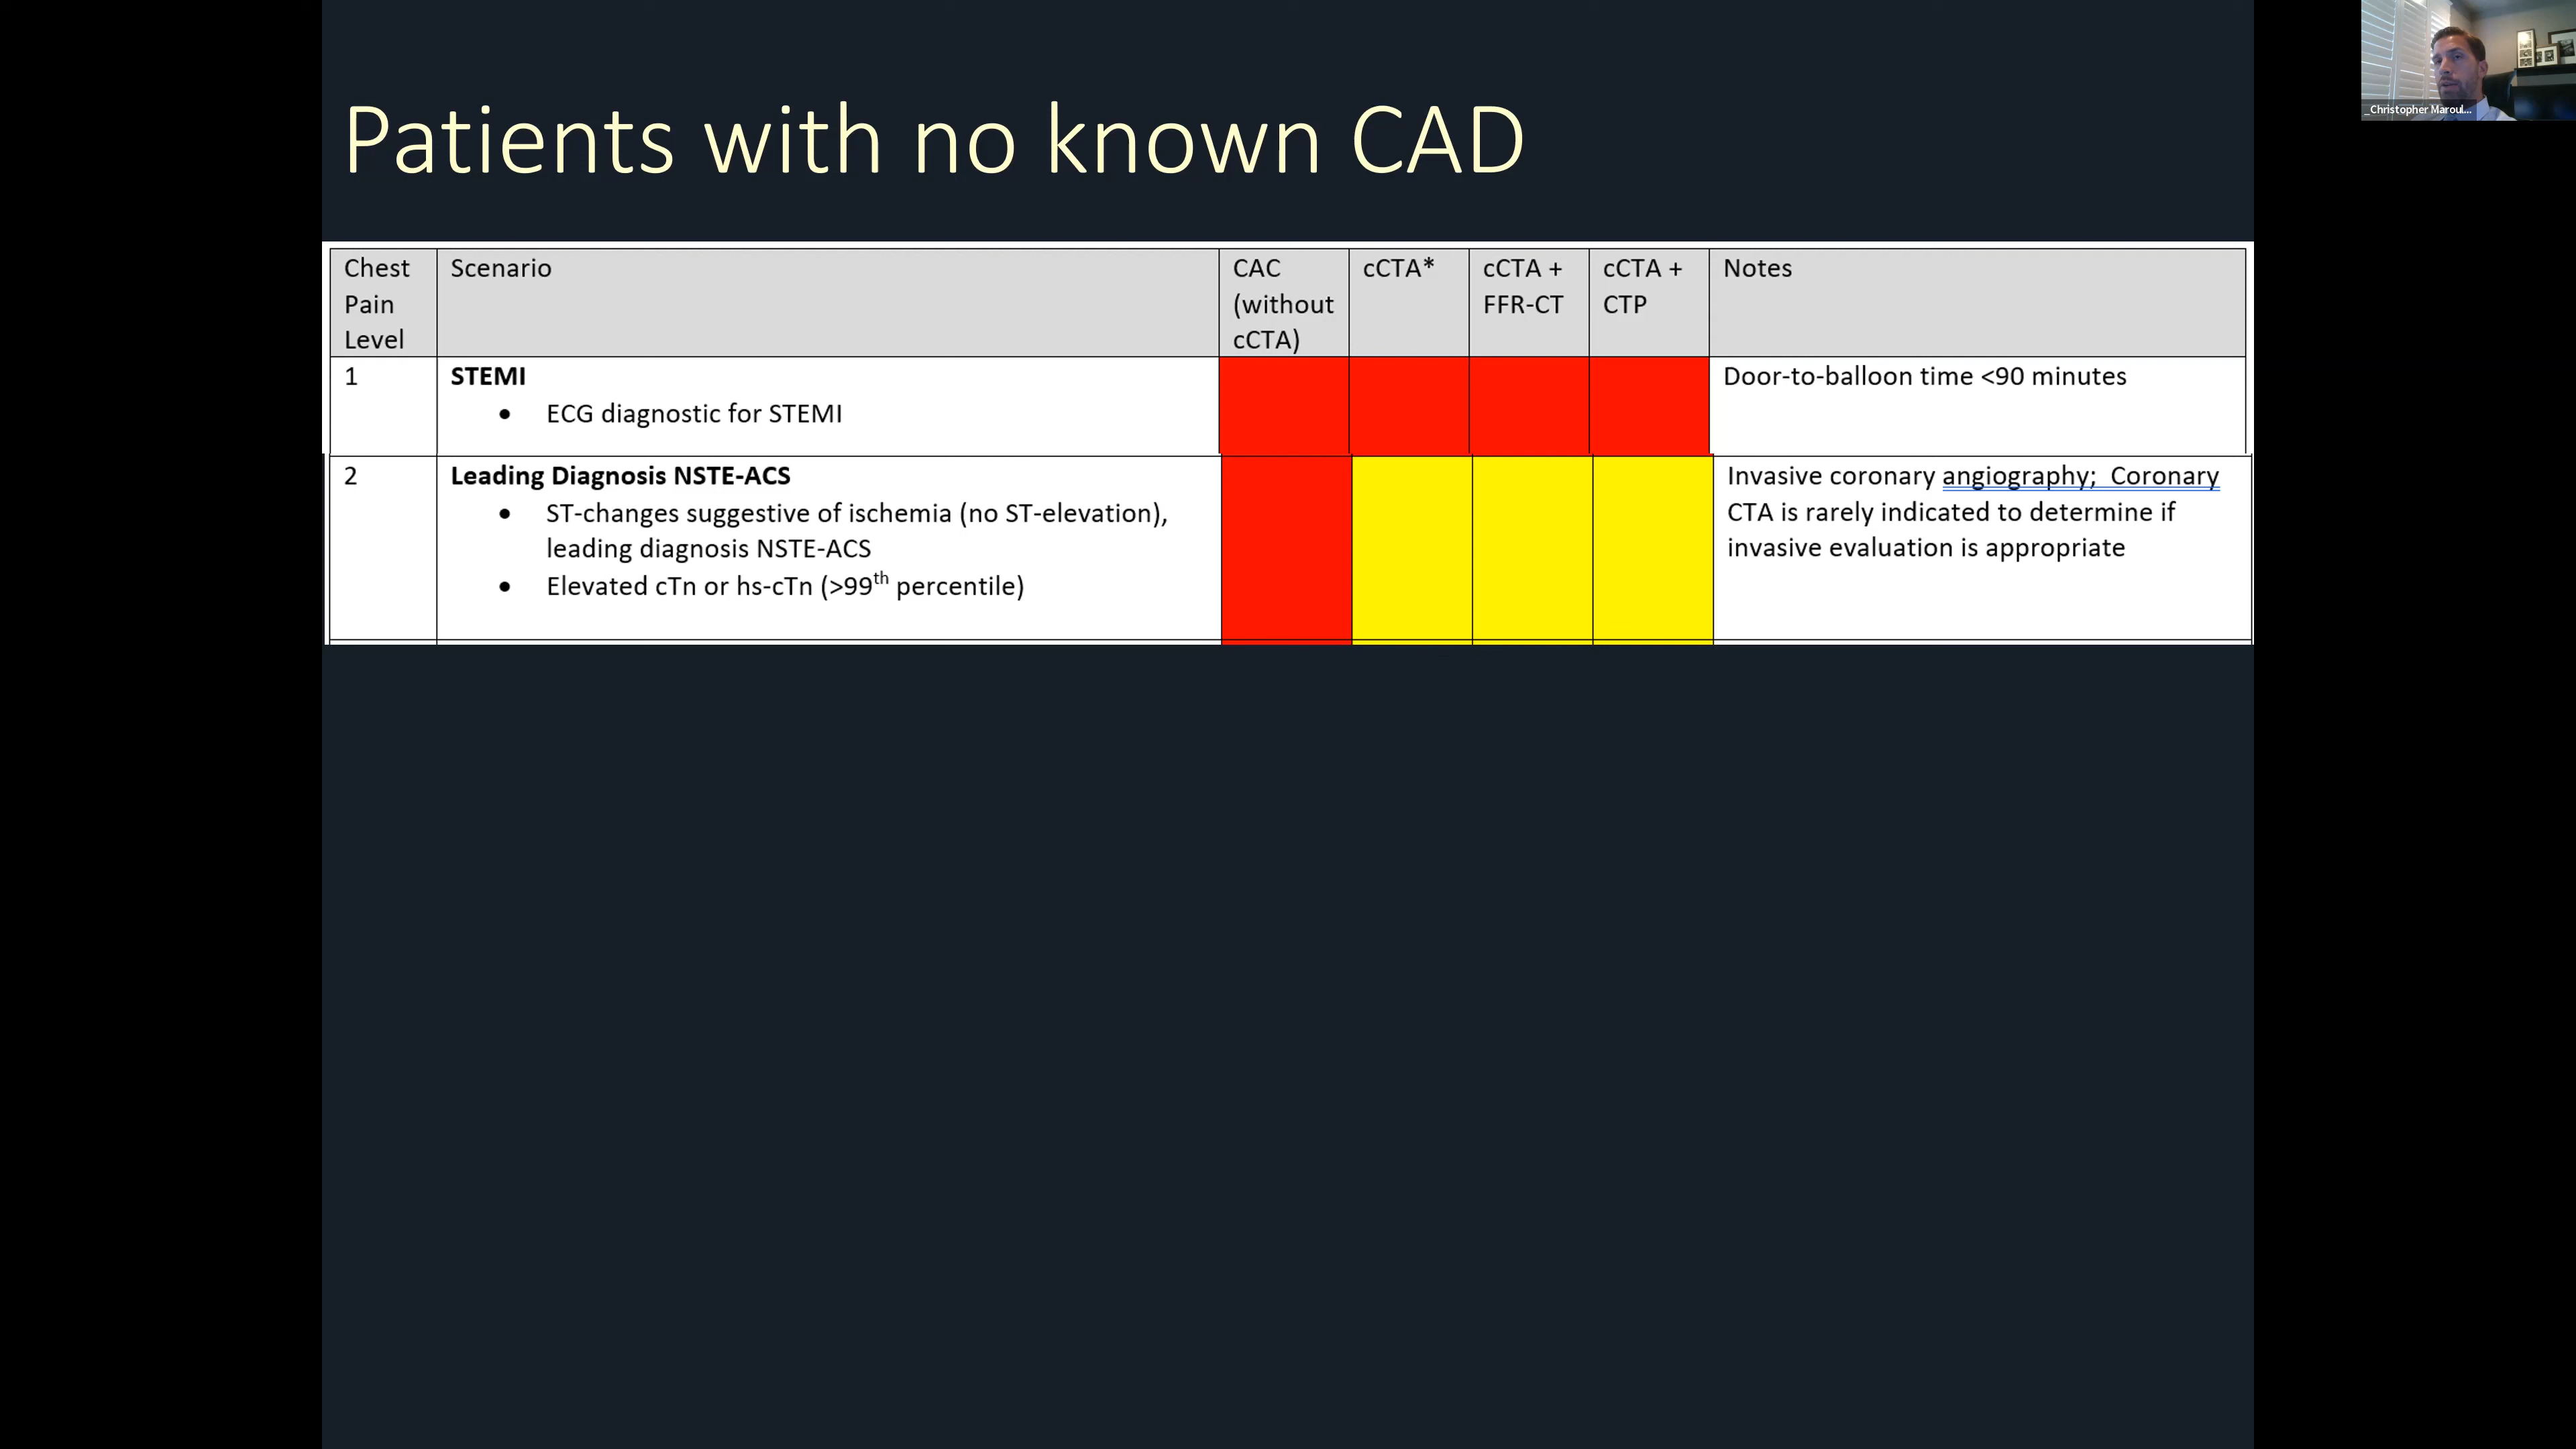 _Christopher Maroul...
Patients with no known CAD
Chest Pain Level
Scenario
CAC (without cCTA)
cCTA*
cCTA + FFR-CT
cCTA + CTP
Notes
1
STEMI
• ECG diagnostic for STEMI
Door-to-balloon time <90 minutes
2
Leading Diagnosis NSTE-ACS
• ST-changes suggestive of ischemia (no ST-elevation),
leading diagnosis NSTE-ACS
• Elevated cTn or hs-cTn (>99th percentile)
Invasive coronary angiography;  Coronary
CTA is rarely indicated to determine if
invasive evaluation is appropriate